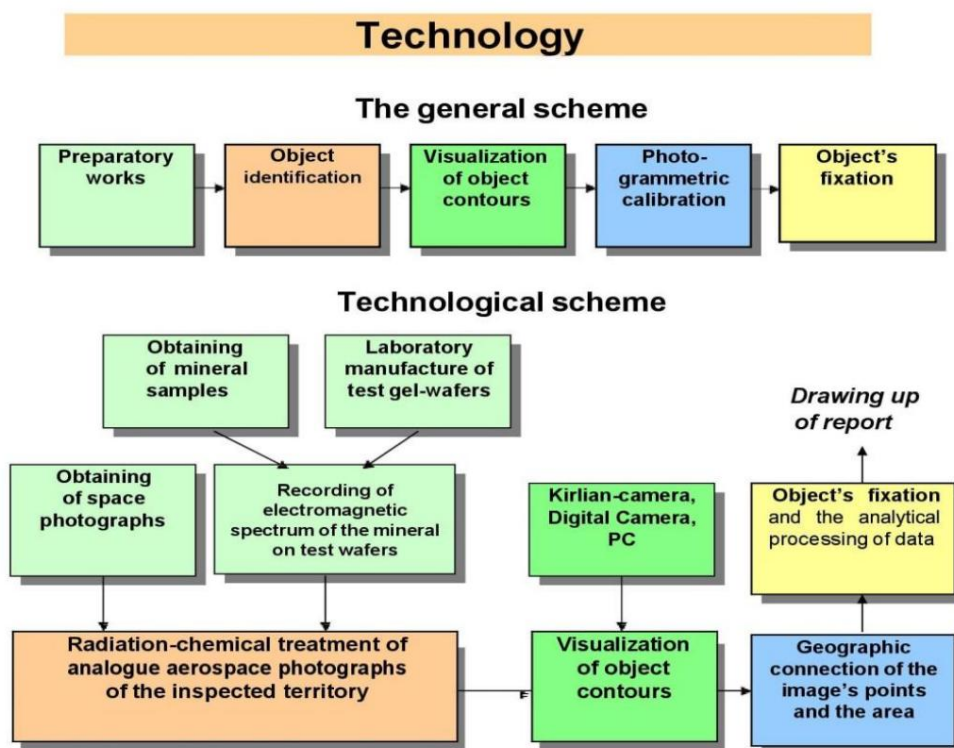 Technology
The general scheme
Preparatory
works
Object
identification
Visualization
of object
contours
Photo-
grammetric
calibration
Object's
fixation
Technological scheme
Obtaining
of mineral
samples
Laboratory
manufacture of
test gel-wafers
Drawing up
of report
Obtaining
of space
photographs
Recording of
electromagnetic
spectrum of the mineral
on test wafers
Kirlian-camera,
Digital Camera,
PC
Object's fixation
and the analytical
processing of data
Radiation-chemical treatment of
analogue aerospace photographs
of the inspected territory
Visualization
of object
contours
Geographic
connection of the
image's points
and the area